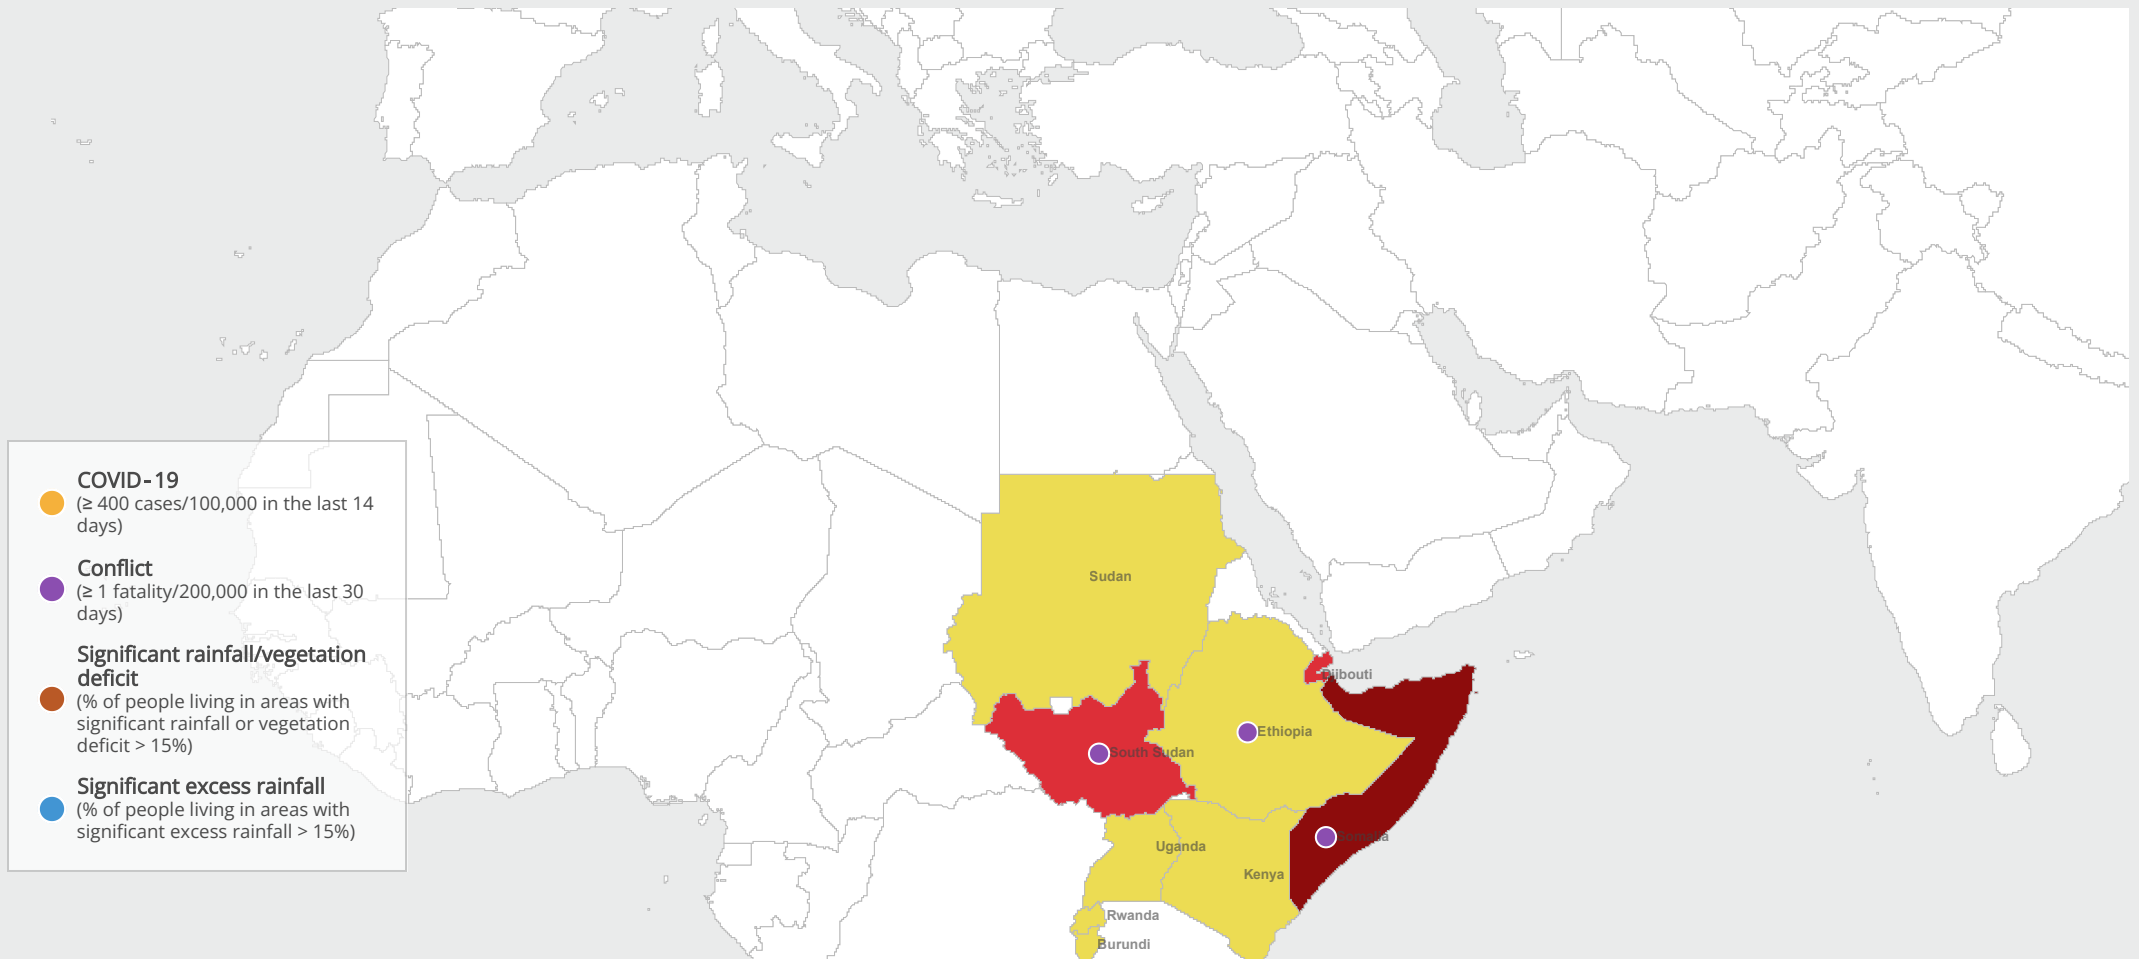 COVID-19
(≥ 400 cases/100,000 in the last 14
days)
Conflict
(≥ 1 fatality/200,000 in the last 30
days)
Significant rainfall/vegetation
deficit
(% of people living in areas with
significant rainfall or vegetation
deficit > 15%)
Significant excess rainfall
(% of people living in areas with
significant excess rainfall > 15%)
Sudan
Djibouti
Ethiopia
South Sudan
Somalia
Uganda
Kenya
Rwanda
Burundi